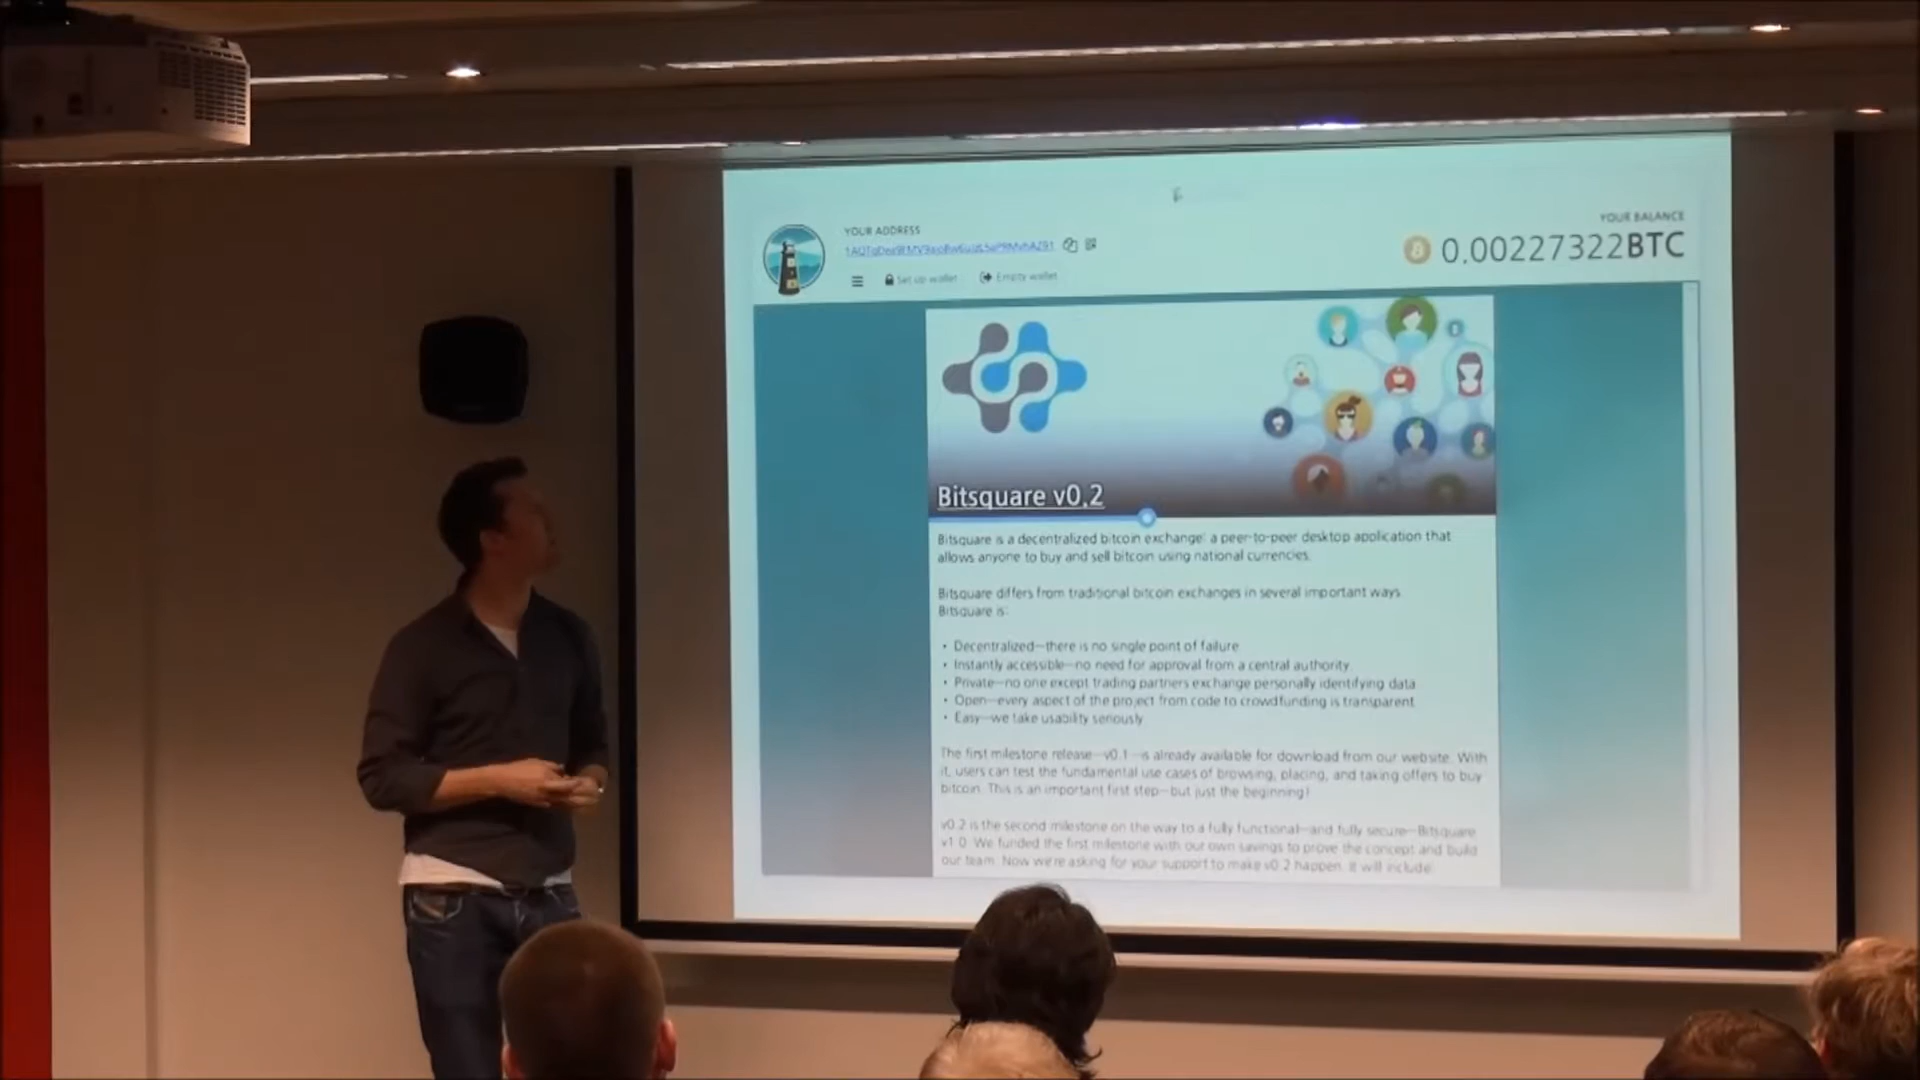 YOUR ADDRESS
YOUR BALANCE
0.00227322BTC
Set up wallet
Empty wallet
Bitsquare v0.2
Bitsquare is a decentralized bitcoin exchange: a peer-to-peer desktop application that
allows anyone to buy and sell bitcoin using national currencies.
Bitsquare differs from traditional bitcoin exchanges in several important ways.
Bitsquare is:
• Decentralized—there is no single point of failure
• Instantly accessible—no need for approval from a central authority.
• Private—no one except trading partners exchange personally identifying data
• Open—every aspect of the project from code to crowdfunding is transparent
• Easy—we take usability seriously
The first milestone release—v0.1—is already available for download from our website. With
it, users can test the fundamental use cases of browsing, placing, and taking offers to buy
bitcoin. This is an important first step—but just the beginning!
v0.2 is the second milestone on the way to a fully functional—and fully secure—Bitsquare
v1.0. We funded the first milestone with our own savings to prove the concept and build
our team. Now we're asking for your support to make v0.2 happen. It will include: